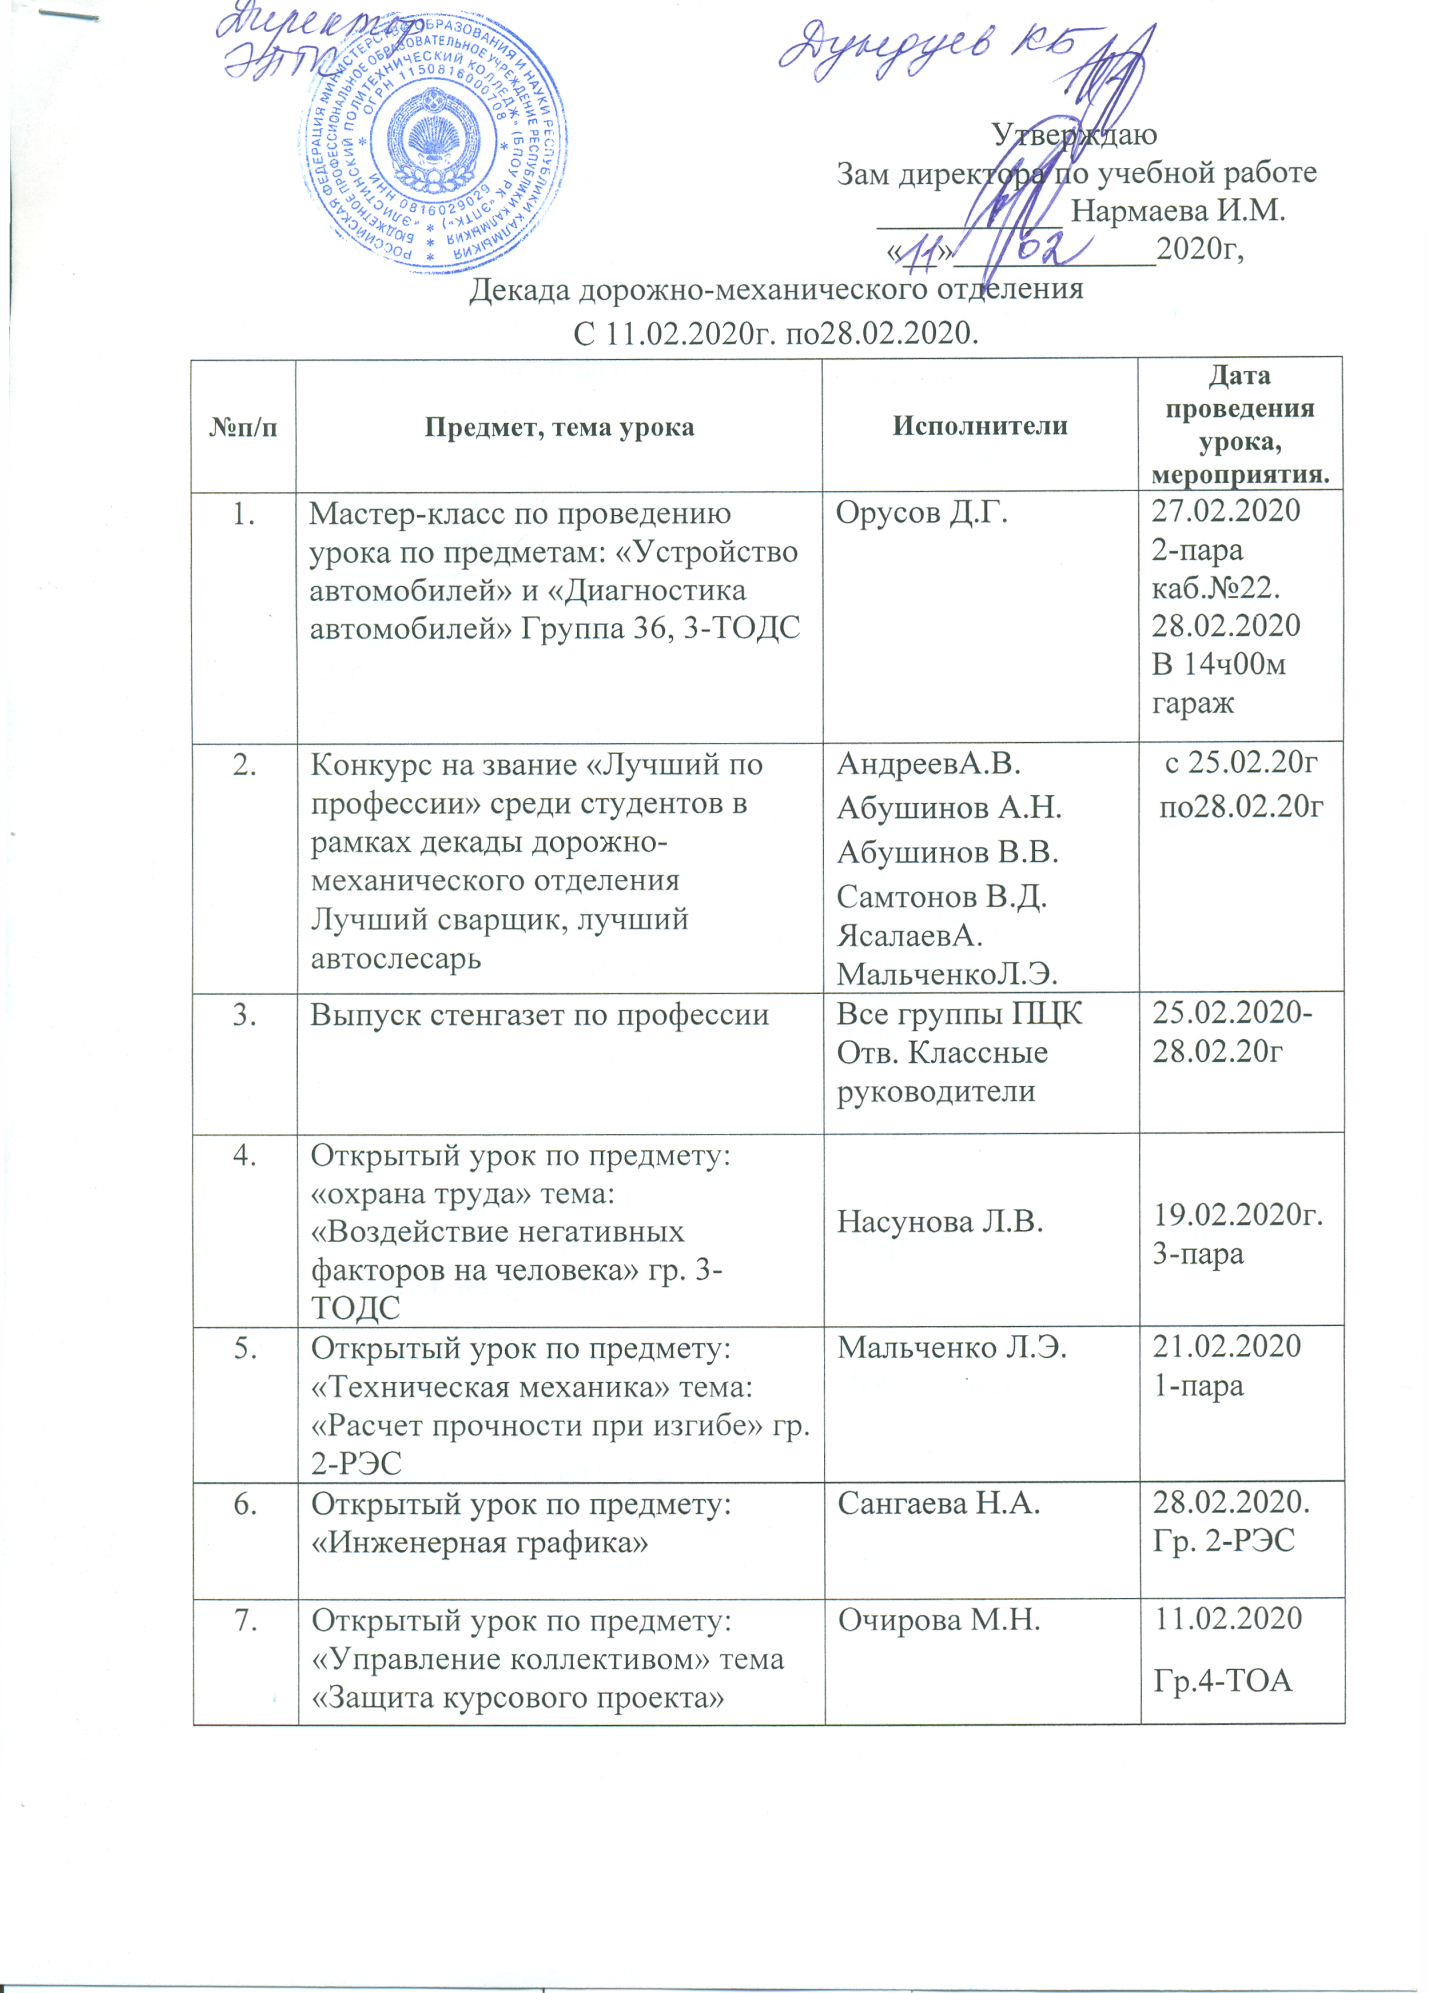 Директор
ЭПТК
Дундуев КБ
РОССИЙСКАЯ ФЕДЕРАЦИЯ МИНИСТЕРСТВО ОБРАЗОВАНИЯ И НАУКИ РЕСПУБЛИКИ КАЛМЫКИЯ
БЮДЖЕТНОЕ ПРОФЕССИОНАЛЬНОЕ ОБРАЗОВАТЕЛЬНОЕ УЧРЕЖДЕНИЕ РЕСПУБЛИКИ КАЛМЫКИЯ
«ЭЛИСТИНСКИЙ ПОЛИТЕХНИЧЕСКИЙ КОЛЛЕДЖ» (БПОУ РК «ЭПТК»)
ОГРН 1150816000708
ИНН 0816029029
Утверждаю
Зам директора по учебной работе
___________ Нармаева И.М.
«11»____02____2020г,
Декада дорожно-механического отделения
С 11.02.2020г. по28.02.2020.
№п/п
Предмет, тема урока
Исполнители
Дата
проведения
урока,
мероприятия.
1.
Мастер-класс по проведению
урока по предметам: «Устройство
автомобилей» и «Диагностика
автомобилей» Группа 36, 3-ТОДС
Орусов Д.Г.
27.02.2020
2-пара
каб.№22.
28.02.2020
В 14ч00м
гараж
2.
Конкурс на звание «Лучший по
профессии» среди студентов в
рамках декады дорожно-
механического отделения
Лучший сварщик, лучший
автослесарь
АндреевА.В.
Абушинов А.Н.
Абушинов В.В.
Самтонов В.Д.
ЯсалаевА.
МальченкоЛ.Э.
с 25.02.20г
по28.02.20г
3.
Выпуск стенгазет по профессии
Все группы ПЦК
Отв. Классные
руководители
25.02.2020-
28.02.20г
4.
Открытый урок по предмету:
«охрана труда» тема:
«Воздействие негативных
факторов на человека» гр. 3-
ТОДС
Насунова Л.В.
19.02.2020г.
3-пара
5.
Открытый урок по предмету:
«Техническая механика» тема:
«Расчет прочности при изгибе» гр.
2-РЭС
Мальченко Л.Э.
21.02.2020
1-пара
6.
Открытый урок по предмету:
«Инженерная графика»
Сангаева Н.А.
28.02.2020.
Гр. 2-РЭС
7.
Открытый урок по предмету:
«Управление коллективом» тема
«Защита курсового проекта»
Очирова М.Н.
11.02.2020
Гр.4-ТОА